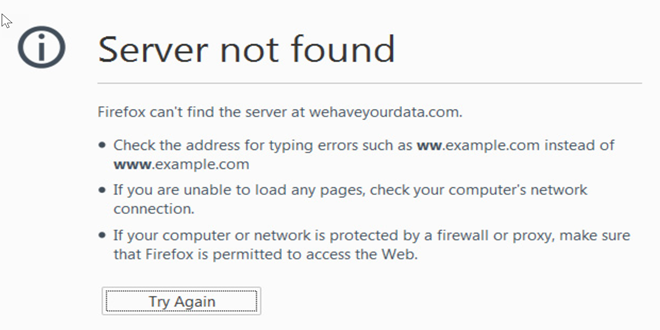 Server not found
Firefox can't find the server at wehaveyourdata.com.
• Check the address for typing errors such as ww.example.com instead of
www.example.com
• If you are unable to load any pages, check your computer's network
connection.
• If your computer or network is protected by a firewall or proxy, make sure
that Firefox is permitted to access the Web.
Try Again